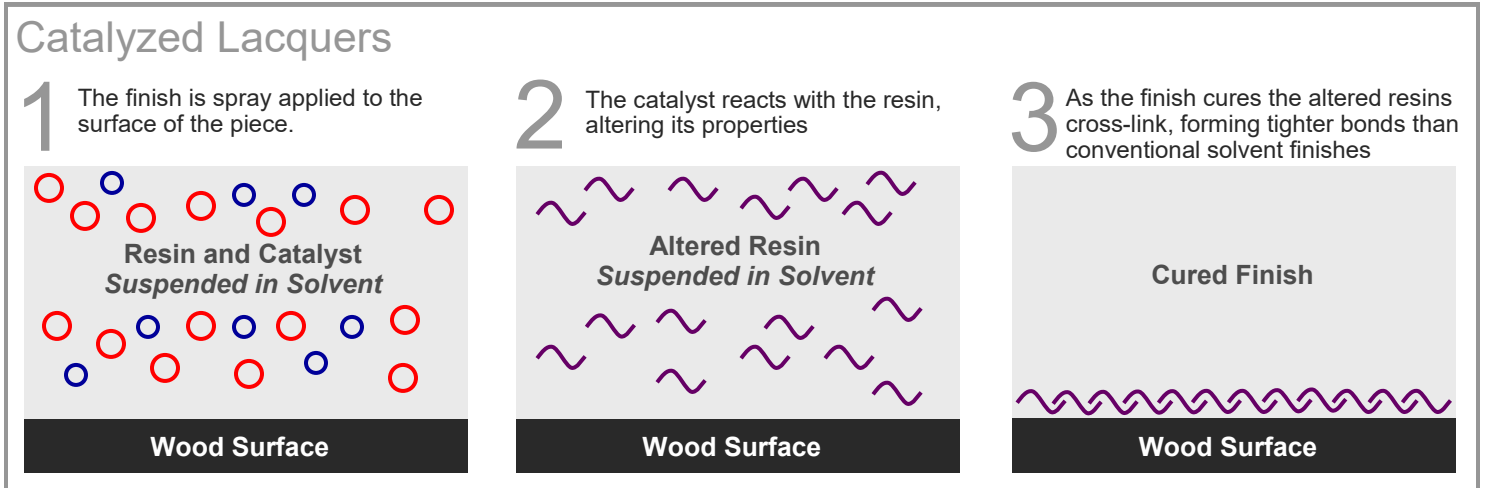 Catalyzed Lacquers
1
The finish is spray applied to the
surface of the piece.
Resin and Catalyst
Suspended in Solvent
Wood Surface
2
The catalyst reacts with the resin,
altering its properties
Altered Resin
Suspended in Solvent
Wood Surface
3
As the finish cures the altered resins
cross-link, forming tighter bonds than
conventional solvent finishes
Cured Finish
Wood Surface